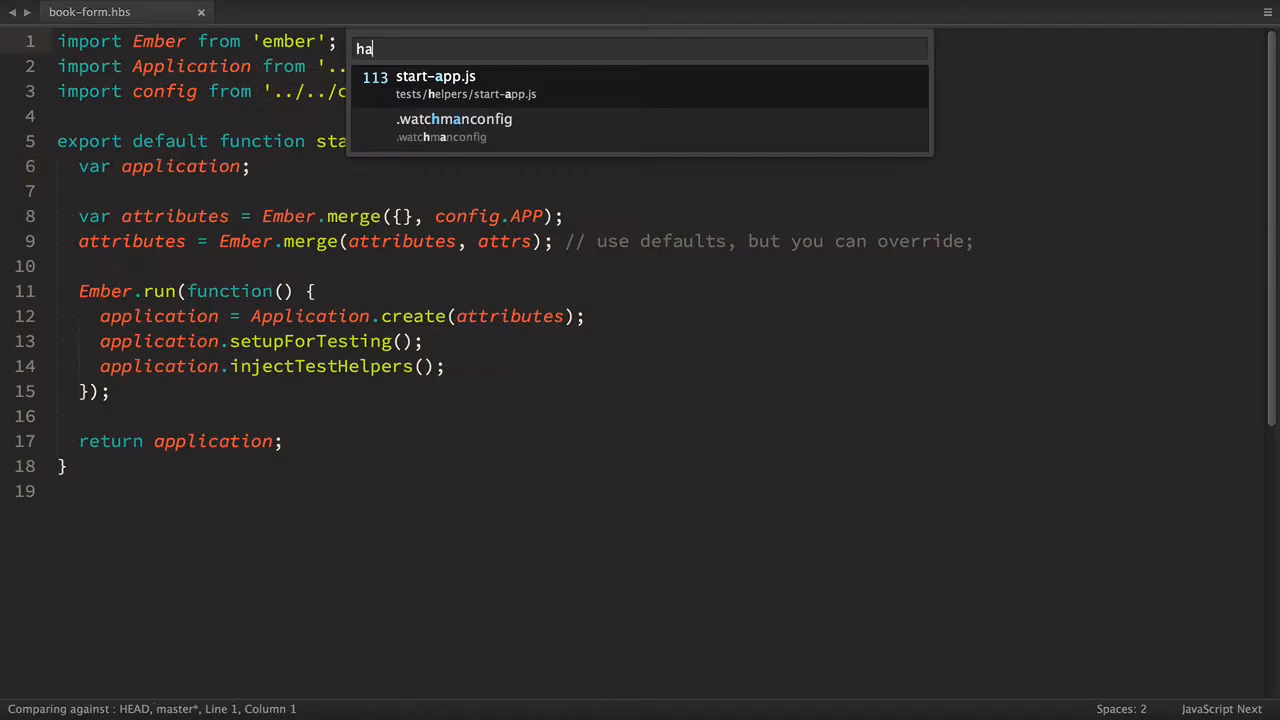 book-form.hbs
ha
113 start-app.js
tests/helpers/start-app.js
.watchmanconfig
.watchmanconfig
1 import Ember from 'ember';
2 import Application from '..
3 import config from '../../c
4
5 export default function sta
6 var application;
7
8 var attributes = Ember.merge({}, config.APP);
9 attributes = Ember.merge(attributes, attrs); // use defaults, but you can override;
10
11 Ember.run(function() {
12 application = Application.create(attributes);
13 application.setupForTesting();
14 application.injectTestHelpers();
15 });
16
17 return application;
18 }
19
Comparing against : HEAD, master*, Line 1, Column 1
Spaces: 2
JavaScript Next